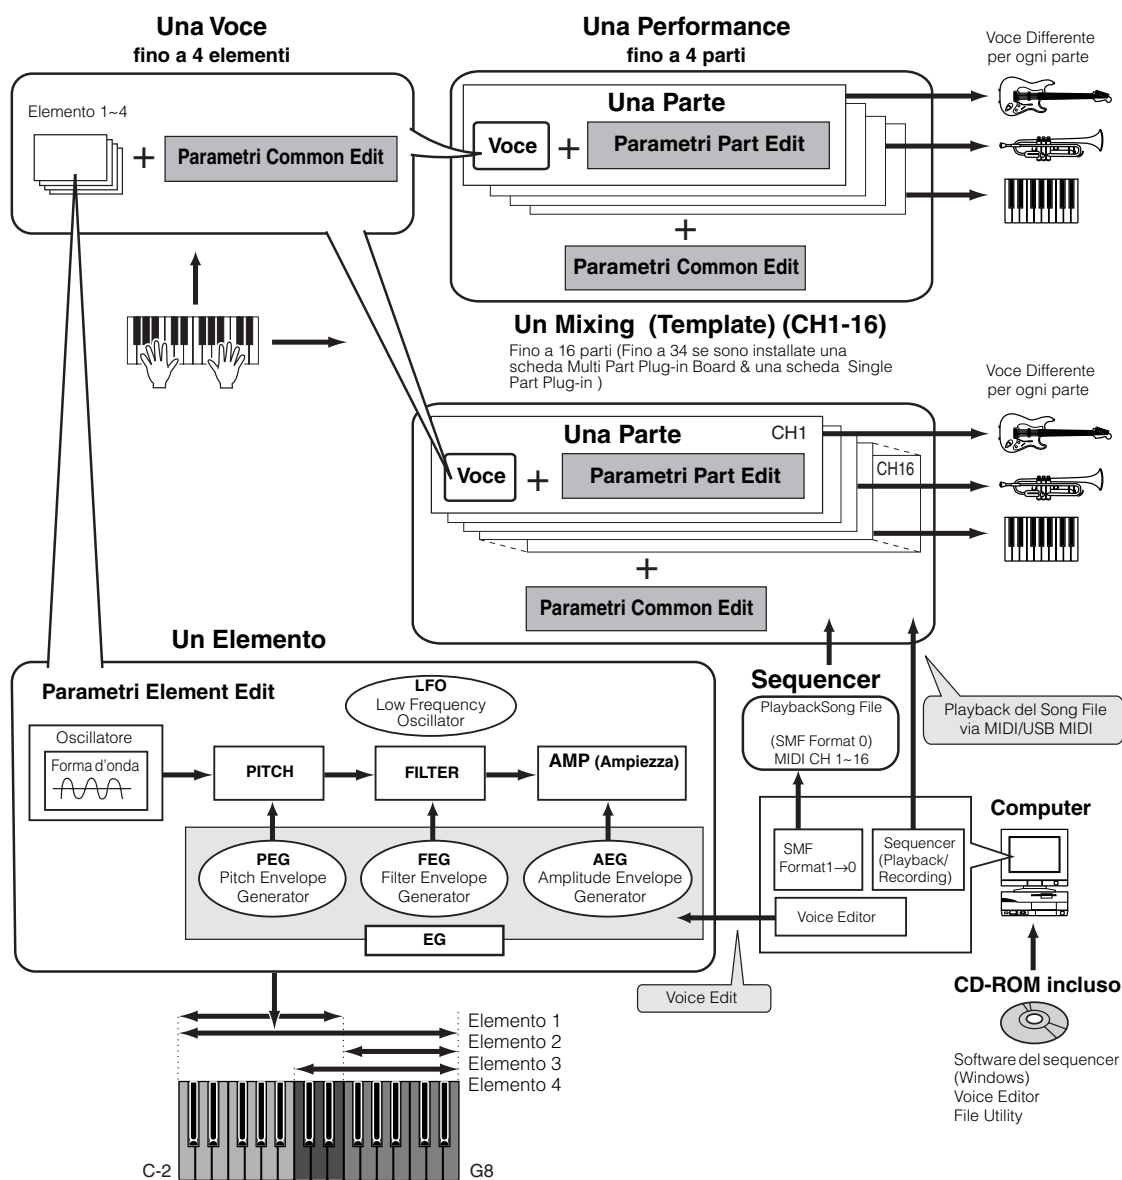 Una Voce
fino a 4 elementi
Elemento 1~4
+
Parametri Common Edit
Una Performance
fino a 4 parti
Una Parte
Voce
+
Parametri Part Edit
+
Parametri Common Edit
Voce Differente
per ogni parte
Un Mixing (Template) (CH1-16)
Fino a 16 parti (Fino a 34 se sono installate una
scheda Multi Part Plug-in Board & una scheda Single
Part Plug-in )
Una Parte
CH1
Voce
+
Parametri Part Edit
CH16
+
Parametri Common Edit
Voce Differente
per ogni parte
Un Elemento
Parametri Element Edit
LFO
Low Frequency
Oscillator
Oscillatore
Forma d'onda
PITCH
FILTER
AMP (Ampiezza)
PEG
Pitch Envelope
Generator
FEG
Filter Envelope
Generator
AEG
Amplitude Envelope
Generator
EG
Sequencer
PlaybackSong File
(SMF Format 0)
MIDI CH 1~16
Playback del Song File
via MIDI/USB MIDI
SMF
Format1→0
Sequencer
(Playback/
Recording)
Voice Editor
Computer
Voice Edit
CD-ROM incluso
Software del sequencer
(Windows)
Voice Editor
File Utility
Elemento 1
Elemento 2
Elemento 3
Elemento 4
C-2
G8